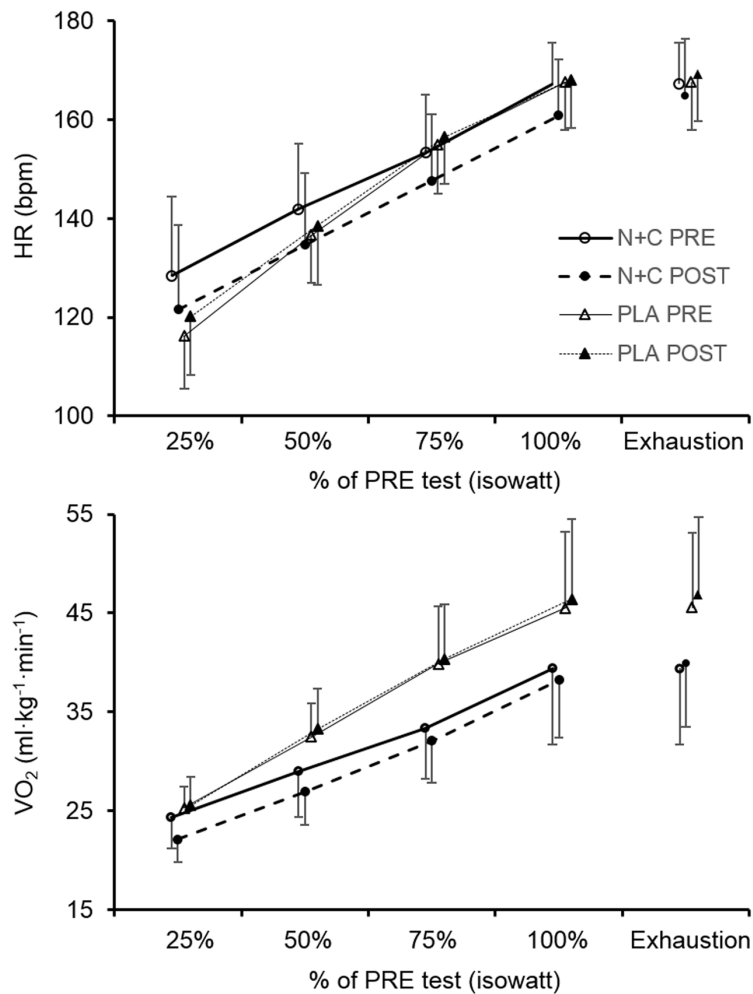 180
160
140
120
100
HR (bpm)
N+C PRE
N+C POST
PLA PRE
PLA POST
25% 50% 75% 100% Exhaustion
% of PRE test (isowatt)
55
45
35
25
15
VO₂ (ml·kg⁻¹·min⁻¹)
25% 50% 75% 100% Exhaustion
% of PRE test (isowatt)